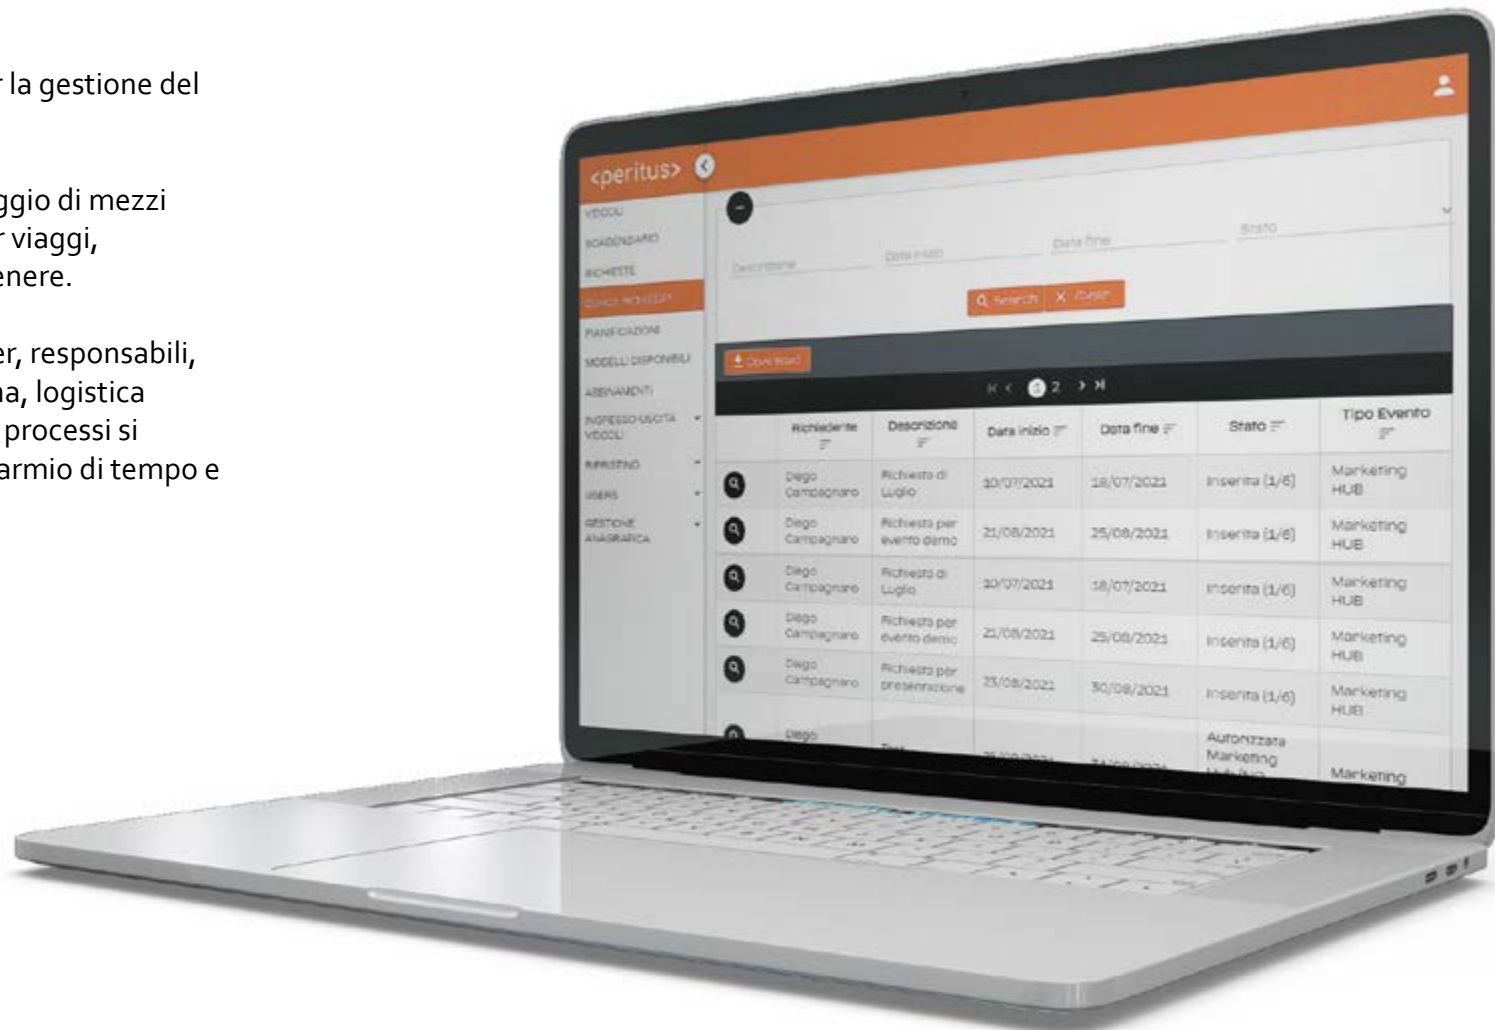 r la gestione del
ggio di mezzi
r viaggi,
enere.
er, responsabili,
na, logistica
processi si
armio di tempo e
<peritus>
VEICOLI
SCADENZARIO
RICHIESTE
PIANIFICAZIONI
MODELLI DISPONIBILI
ABBINAMENTI
INGRESSO USCITA
VEICOLI
RIPRISTINO
USERS
GESTIONE
ANAGRAFICA
Descrizione Data inizio Data fine Stato
Search X Clear
Download
1 2
Richiedente Descrizione Data inizio Data fine Stato Tipo Evento
Diego Campagnaro Richiesta di Luglio 10/07/2021 18/07/2021 Inserita (1/6) Marketing HUB
Diego Campagnaro Richiesta per evento demo 21/08/2021 25/08/2021 Inserita (1/6) Marketing HUB
Diego Campagnaro Richiesta di Luglio 10/07/2021 18/07/2021 Inserita (1/6) Marketing HUB
Diego Campagnaro Richiesta per evento demo 21/08/2021 25/08/2021 Inserita (1/6) Marketing HUB
Diego Campagnaro Richiesta per presentazione 23/08/2021 30/08/2021 Inserita (1/6) Marketing HUB
Diego Autorizzata Marketing Marketing